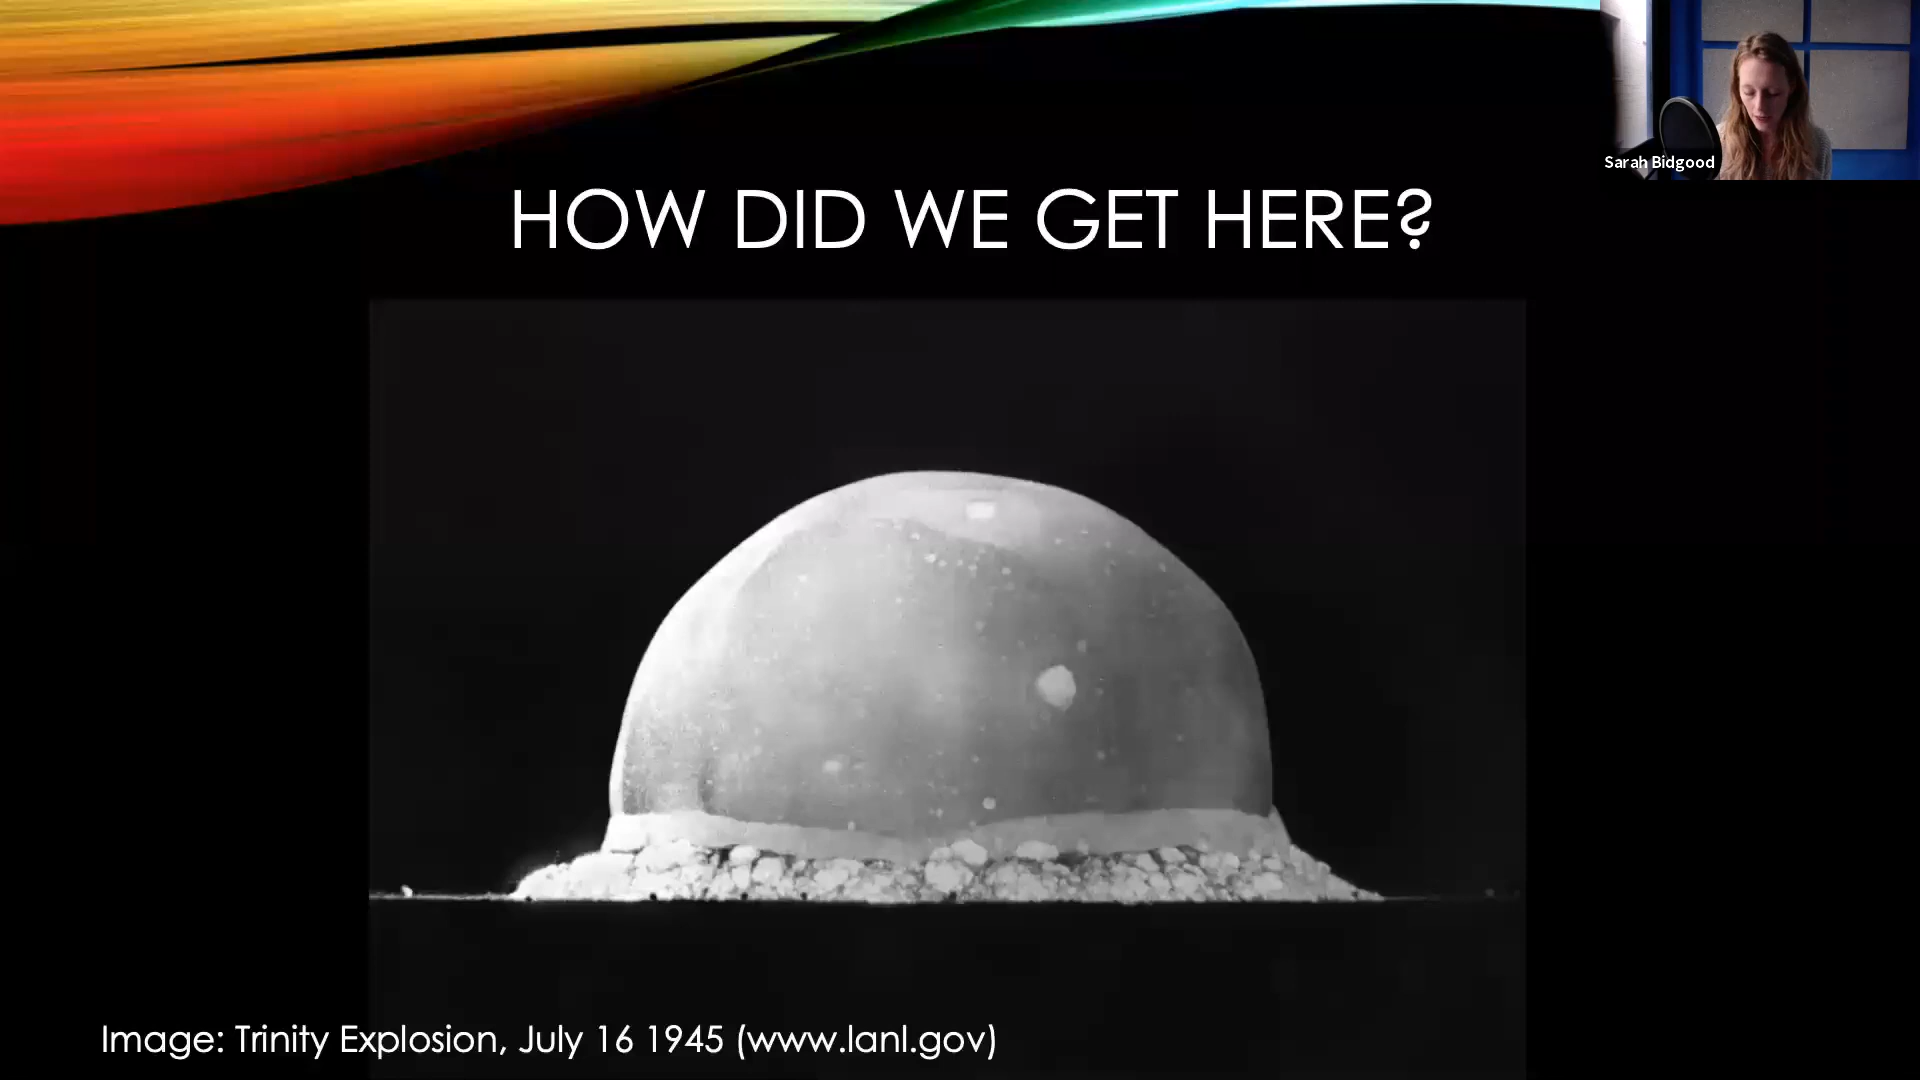 Sarah Bidgood
HOW DID WE GET HERE?
Image: Trinity Explosion, July 16 1945 (www.lanl.gov)